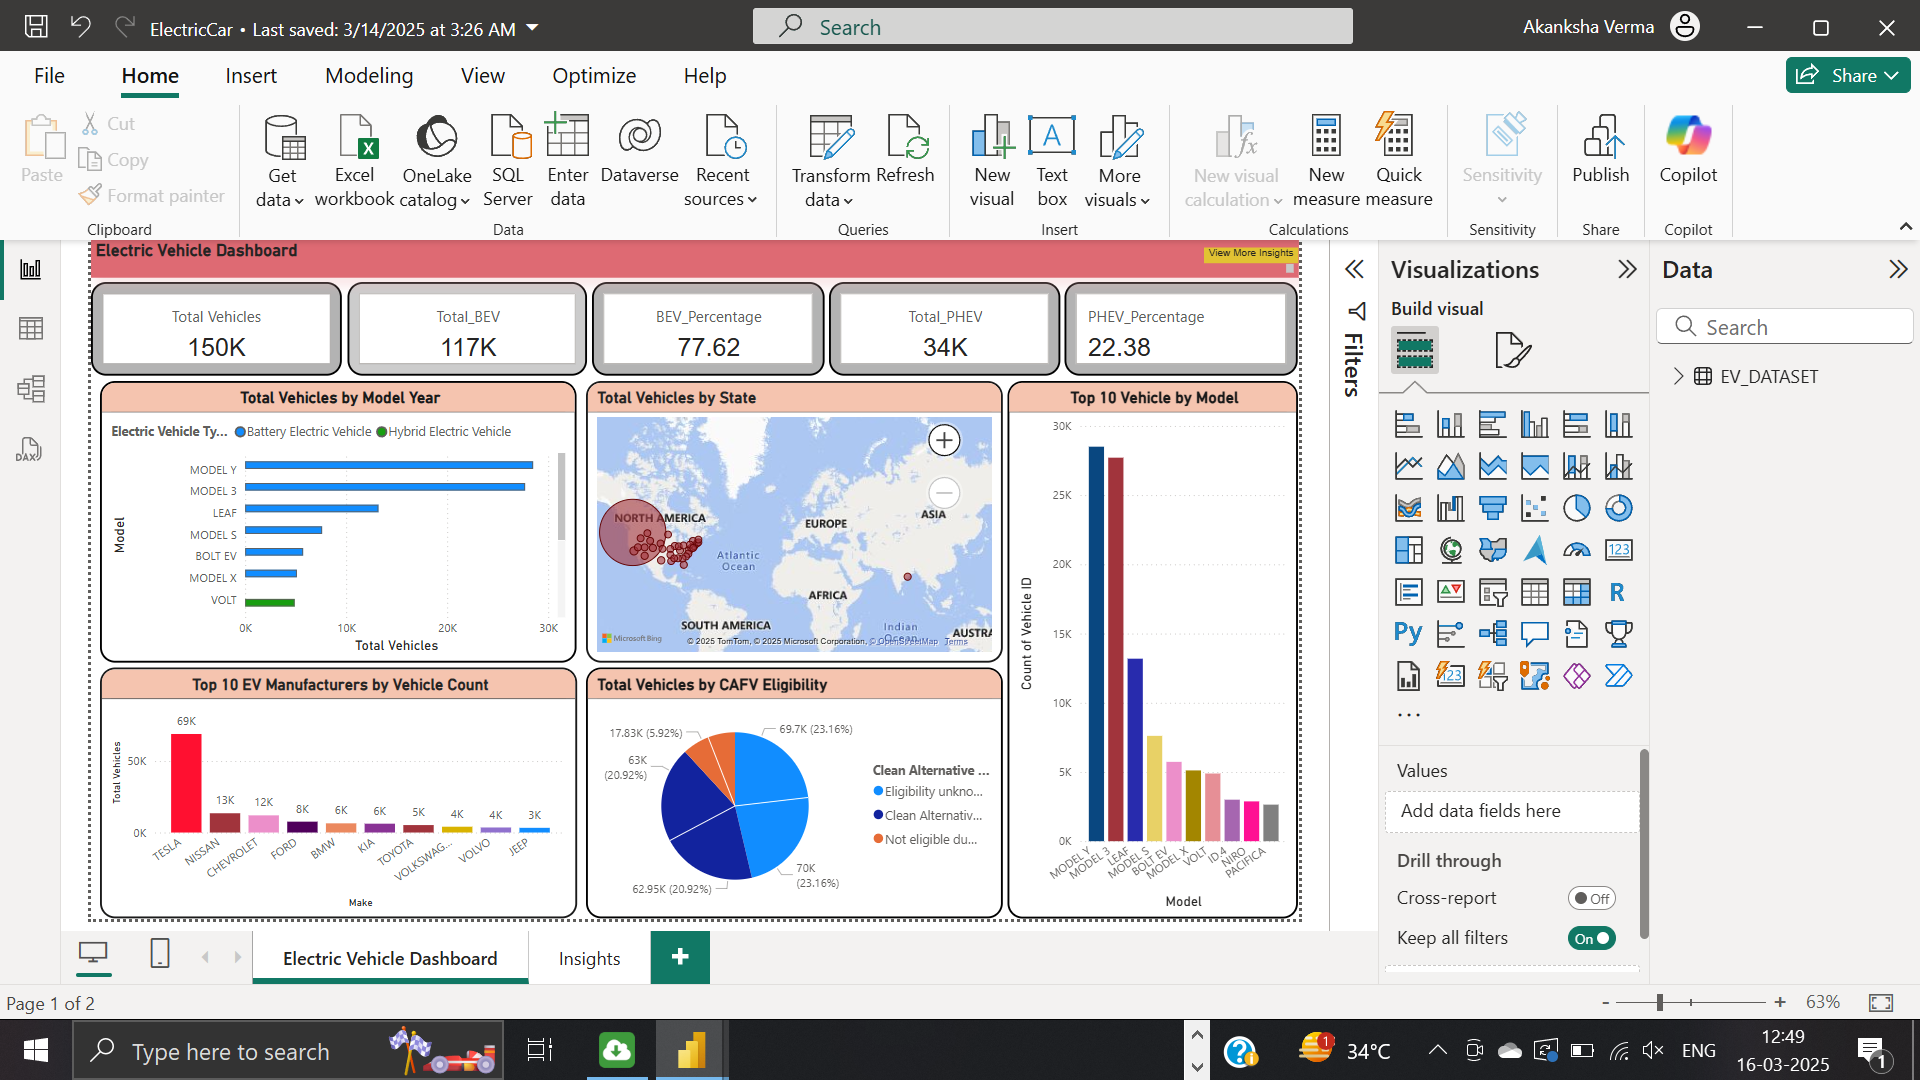 ElectricCar • Last saved: 3/14/2025 at 3:26 AM
Search
Akanksha Verma
File
Home
Insert
Modeling
View
Optimize
Help
Share
Paste
Cut
Copy
Format painter
Clipboard
Get data
Excel workbook
OneLake catalog
SQL Server
Enter data
Dataverse
Recent sources
Data
Transform data
Refresh
Queries
New visual
Text box
More visuals
Insert
New visual calculation
New measure
Quick measure
Calculations
Sensitivity
Sensitivity
Publish
Share
Copilot
Copilot
Electric Vehicle Dashboard
View More Insights
Total Vehicles
150K
Total_BEV
117K
BEV_Percentage
77.62
Total_PHEV
34K
PHEV_Percentage
22.38
Total Vehicles by Model Year
Electric Vehicle Ty...
Battery Electric Vehicle
Hybrid Electric Vehicle
Model
MODEL Y
MODEL 3
LEAF
MODEL S
BOLT EV
MODEL X
VOLT
0K
10K
20K
30K
Total Vehicles
Total Vehicles by State
NORTH AMERICA
EUROPE
ASIA
Atlantic Ocean
AFRICA
SOUTH AMERICA
Indian Ocean
AUSTRA
Microsoft Bing
© 2025 TomTom, © 2025 Microsoft Corporation, © OpenStreetMap Terms
Top 10 Vehicle by Model
Count of Vehicle ID
30K
25K
20K
15K
10K
5K
0K
MODEL Y
MODEL 3
LEAF
MODEL S
BOLT EV
MODEL X
VOLT
ID.4
NIRO
PACIFICA
Model
Top 10 EV Manufacturers by Vehicle Count
Total Vehicles
50K
0K
69K
13K
12K
8K
6K
6K
5K
4K
4K
3K
TESLA
NISSAN
CHEVROLET
FORD
BMW
KIA
TOYOTA
VOLKSWAG...
VOLVO
JEEP
Make
Total Vehicles by CAFV Eligibility
17.83K (5.92%)
69.7K (23.16%)
63K (20.92%)
62.95K (20.92%)
70K (23.16%)
Clean Alternative ...
Eligibility unkno...
Clean Alternativ...
Not eligible du...
Filters
Visualizations
Build visual
123
R
Py
123
...
Values
Add data fields here
Drill through
Cross-report
Off
Keep all filters
On
Data
Search
EV_DATASET
DAX
Electric Vehicle Dashboard
Insights
+
Page 1 of 2
- + 63%
Type here to search
1
34°C
ENG
12:49
16-03-2025
1